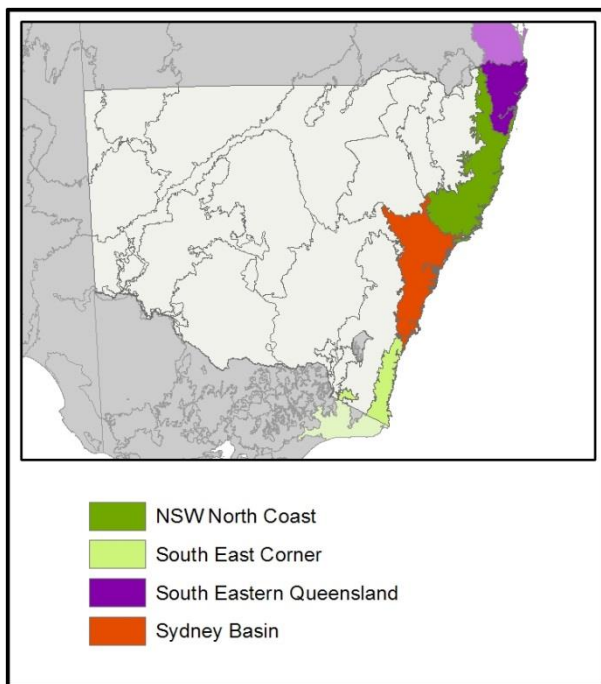 NSW North Coast
South East Corner
South Eastern Queensland
Sydney Basin